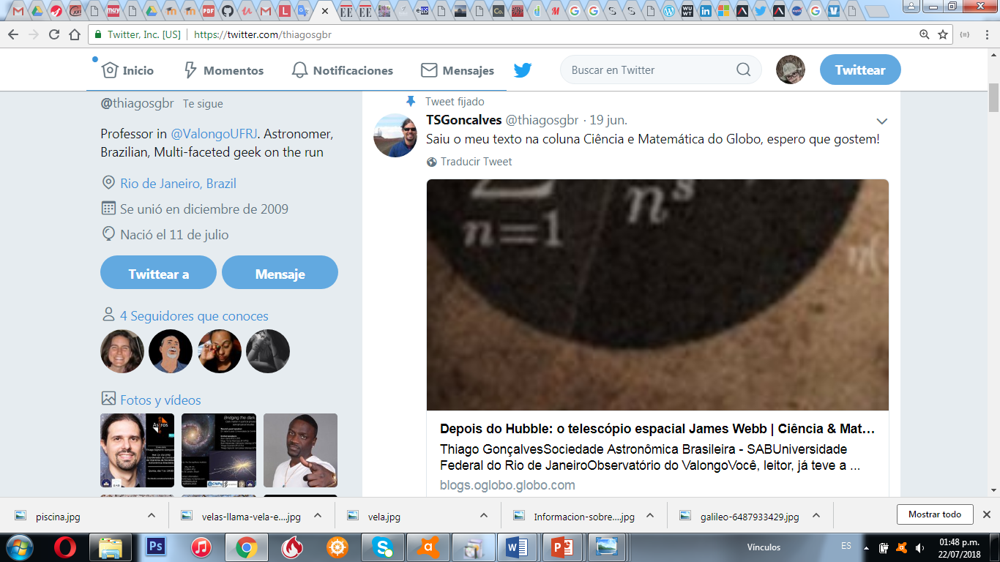 Twitter, Inc. [US]
https://twitter.com/thiagosgbr
Inicio
Momentos
Notificaciones
Mensajes
Buscar en Twitter
Twittear
@thiagosgbr Te sigue
Professor in @ValongoUFRJ. Astronomer,
Brazilian, Multi-faceted geek on the run
Rio de Janeiro, Brazil
Se unió en diciembre de 2009
Nació el 11 de julio
Twittear a
Mensaje
4 Seguidores que conoces
Fotos y vídeos
Bridging the dark
Tweet fijado
TSGoncalves @thiagosgbr · 19 jun.
Saiu o meu texto na coluna Ciência e Matemática do Globo, espero que gostem!
Traducir Tweet
n=1
n^s
Depois do Hubble: o telescópio espacial James Webb | Ciência & Mat...
Thiago GonçalvesSociedade Astronômica Brasileira - SABUniversidade
Federal do Rio de JaneiroObservatório do ValongoVocê, leitor, já teve a ...
blogs.oglobo.globo.com
piscina.jpg
velas-llama-vela-e....jpg
vela.jpg
Informacion-sobre....jpg
galileo-6487933429.jpg
Mostrar todo
Vínculos
ES
01:48 p.m.
22/07/2018